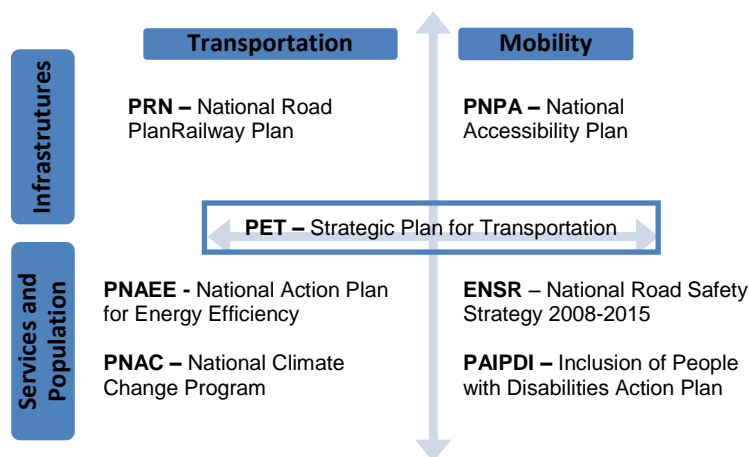 Transportation
Mobility
Infrastrutures
PRN – National Road
PlanRailway Plan
PNPA – National
Accessibility Plan
PET – Strategic Plan for Transportation
Services and
Population
PNAEE - National Action Plan
for Energy Efficiency
ENSR – National Road Safety
Strategy 2008-2015
PNAC – National Climate
Change Program
PAIPDI – Inclusion of People
with Disabilities Action Plan